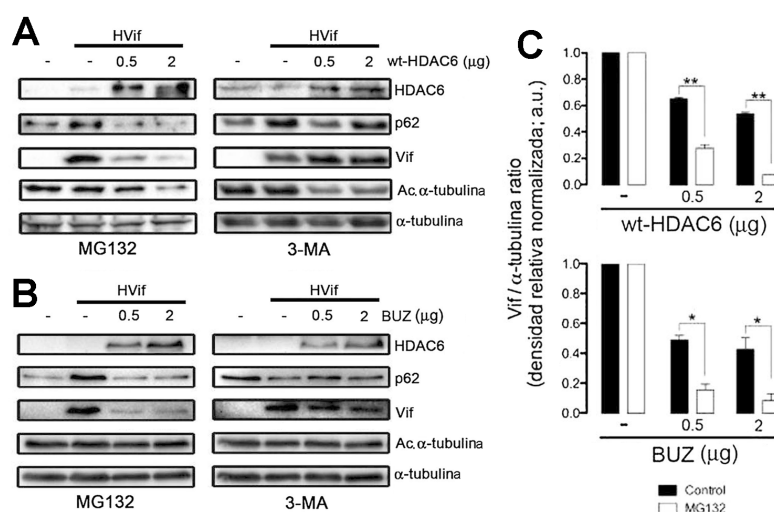 A
HVif
HVif
- - 0.5 2
- - 0.5 2 wt-HDAC6 (µg)
HDAC6
p62
Vif
Ac.α-tubulina
α-tubulina
MG132
3-MA
B
HVif
HVif
- - 0.5 2
- - 0.5 2 BUZ (µg)
HDAC6
p62
Vif
Ac.α-tubulina
α-tubulina
MG132
3-MA
C
Vif / α-tubulina ratio
(densidad relativa normalizada; a.u.)
1.0
0.8
0.6
0.4
0.2
0.0
** **
- 0.5 2
wt-HDAC6 (µg)
1.0
0.8
0.6
0.4
0.2
0.0
* *
- 0.5 2
BUZ (µg)
Control
MG132